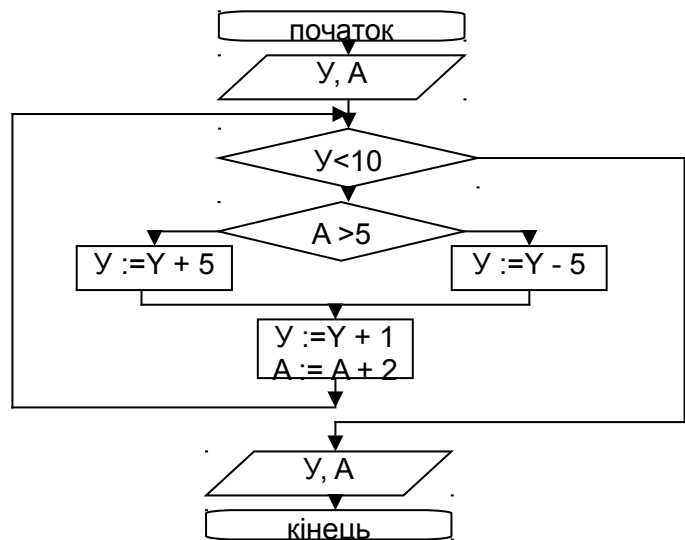 початок
У, А
У<10
А >5
У :=Y + 5
У :=Y - 5
У :=Y + 1
А := А + 2
У, А
кінець